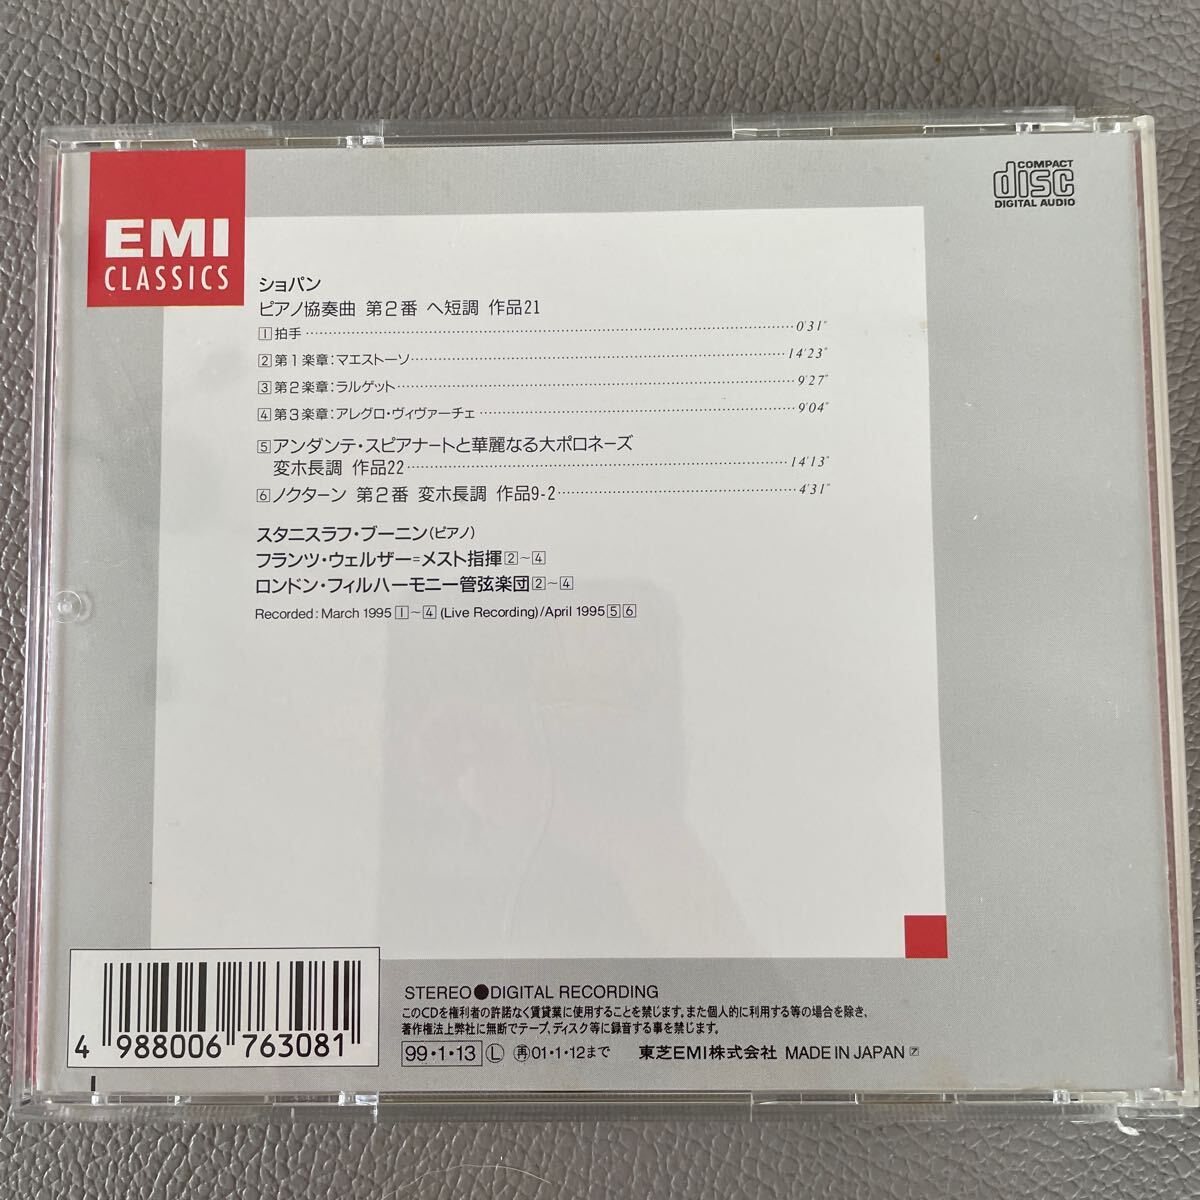 EMI
CLASSICS
COMPACT
disc
DIGITAL AUDIO
ショパン
ピアノ協奏曲 第2番 ヘ短調 作品21
1 拍手 0'31"
2 第1楽章:マエストーソ 14'23"
3 第2楽章:ラルゲット 9'27"
4 第3楽章:アレグロ・ヴィヴァーチェ 9'04"
5 アンダンテ・スピアナートと華麗なる大ポロネーズ
変ホ長調 作品22 14'13"
6 ノクターン 第2番 変ホ長調 作品9-2 4'31"
スタニスラフ・ブーニン(ピアノ)
フランツ・ウェルザー=メスト指揮 2～4
ロンドン・フィルハーモニー管弦楽団 2～4
Recorded: March 1995 1～4 (Live Recording)/April 1995 5 6
STEREO●DIGITAL RECORDING
このCDを権利者の許諾なく賃貸業に使用することを禁じます。また個人的に利用する等の場合を除き、
著作権法上弊社に無断でテープ、ディスク等に録音する事を禁じます。
99・1・13 Ⓛ ㊢01・1・12まで 東芝EMI株式会社 MADE IN JAPAN ア
4 988006 763081